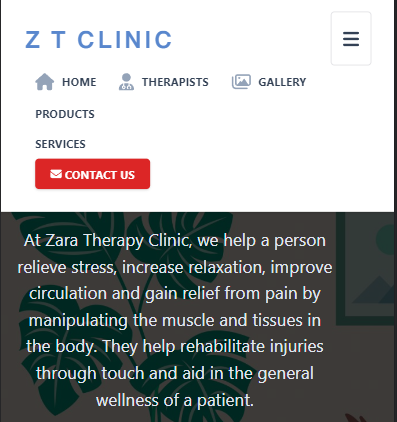 Z T CLINIC
HOME THERAPISTS GALLERY
PRODUCTS
SERVICES
CONTACT US
At Zara Therapy Clinic, we help a person
relieve stress, increase relaxation, improve
circulation and gain relief from pain by
manipulating the muscle and tissues in
the body. They help rehabilitate injuries
through touch and aid in the general
wellness of a patient.